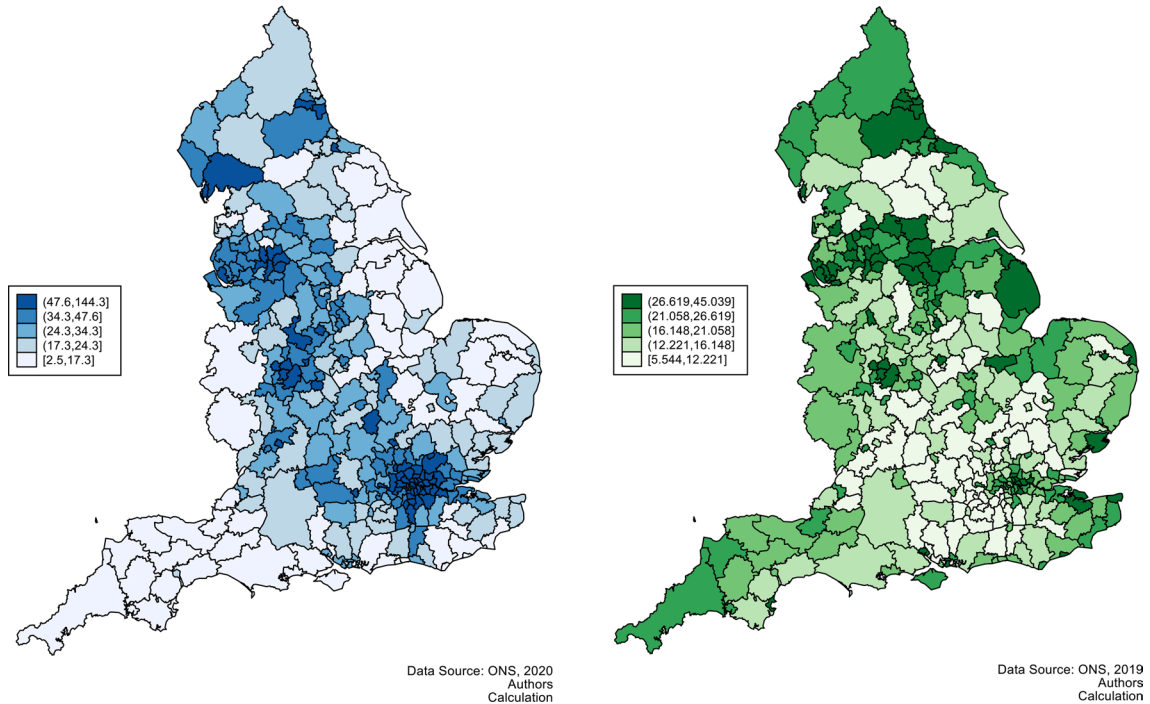 (47.6,144.3]
(34.3,47.6]
(24.3,34.3]
(17.3,24.3]
[2.5,17.3]
Data Source: ONS, 2020
Authors
Calculation
(26.619,45.039]
(21.058,26.619]
(16.148,21.058]
(12.221,16.148]
[5.544,12.221]
Data Source: ONS, 2019
Authors
Calculation